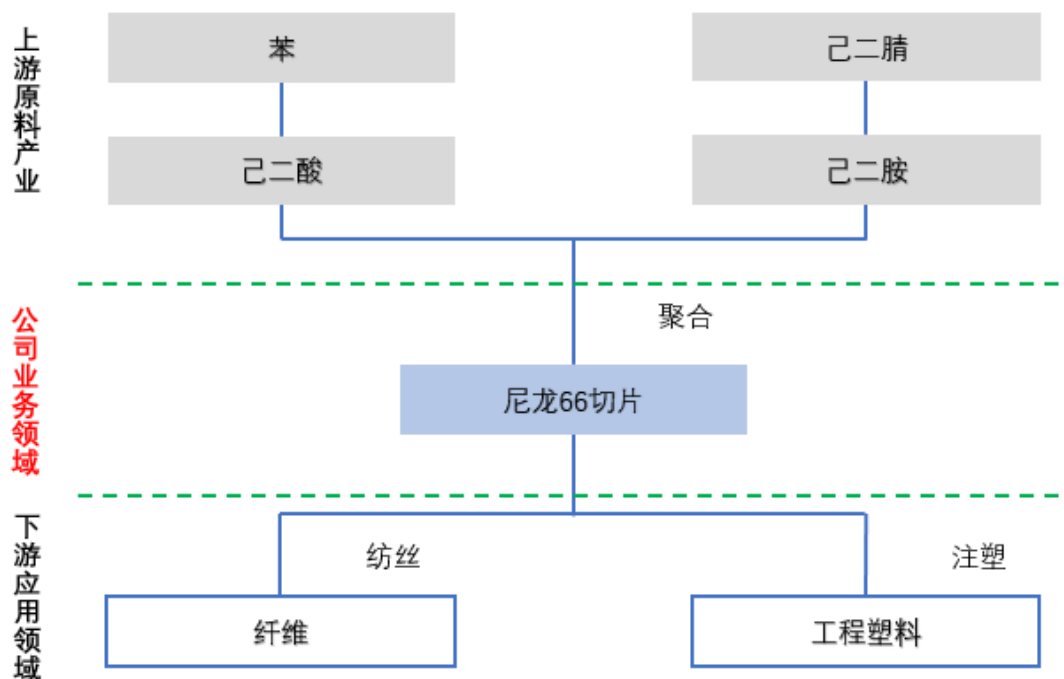 上游原料产业
苯
己二腈
己二酸
己二胺
公司业务领域
聚合
尼龙66切片
下游应用领域
纺丝
注塑
纤维
工程塑料